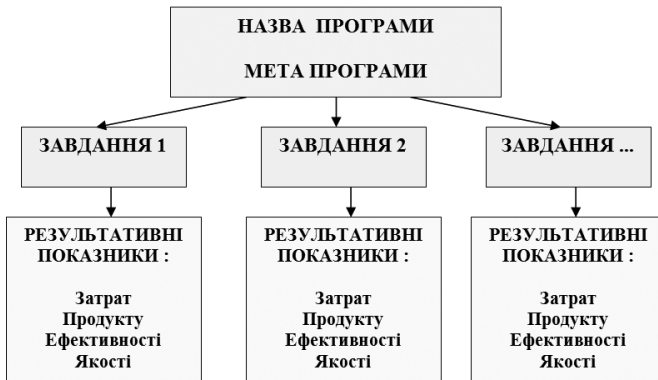 НАЗВА ПРОГРАМИ
МЕТА ПРОГРАМИ
ЗАВДАННЯ 1
ЗАВДАННЯ 2
ЗАВДАННЯ ...
РЕЗУЛЬТАТИВНІ
ПОКАЗНИКИ :
Затрат
Продукту
Ефективності
Якості
РЕЗУЛЬТАТИВНІ
ПОКАЗНИКИ :
Затрат
Продукту
Ефективності
Якості
РЕЗУЛЬТАТИВНІ
ПОКАЗНИКИ :
Затрат
Продукту
Ефективності
Якості